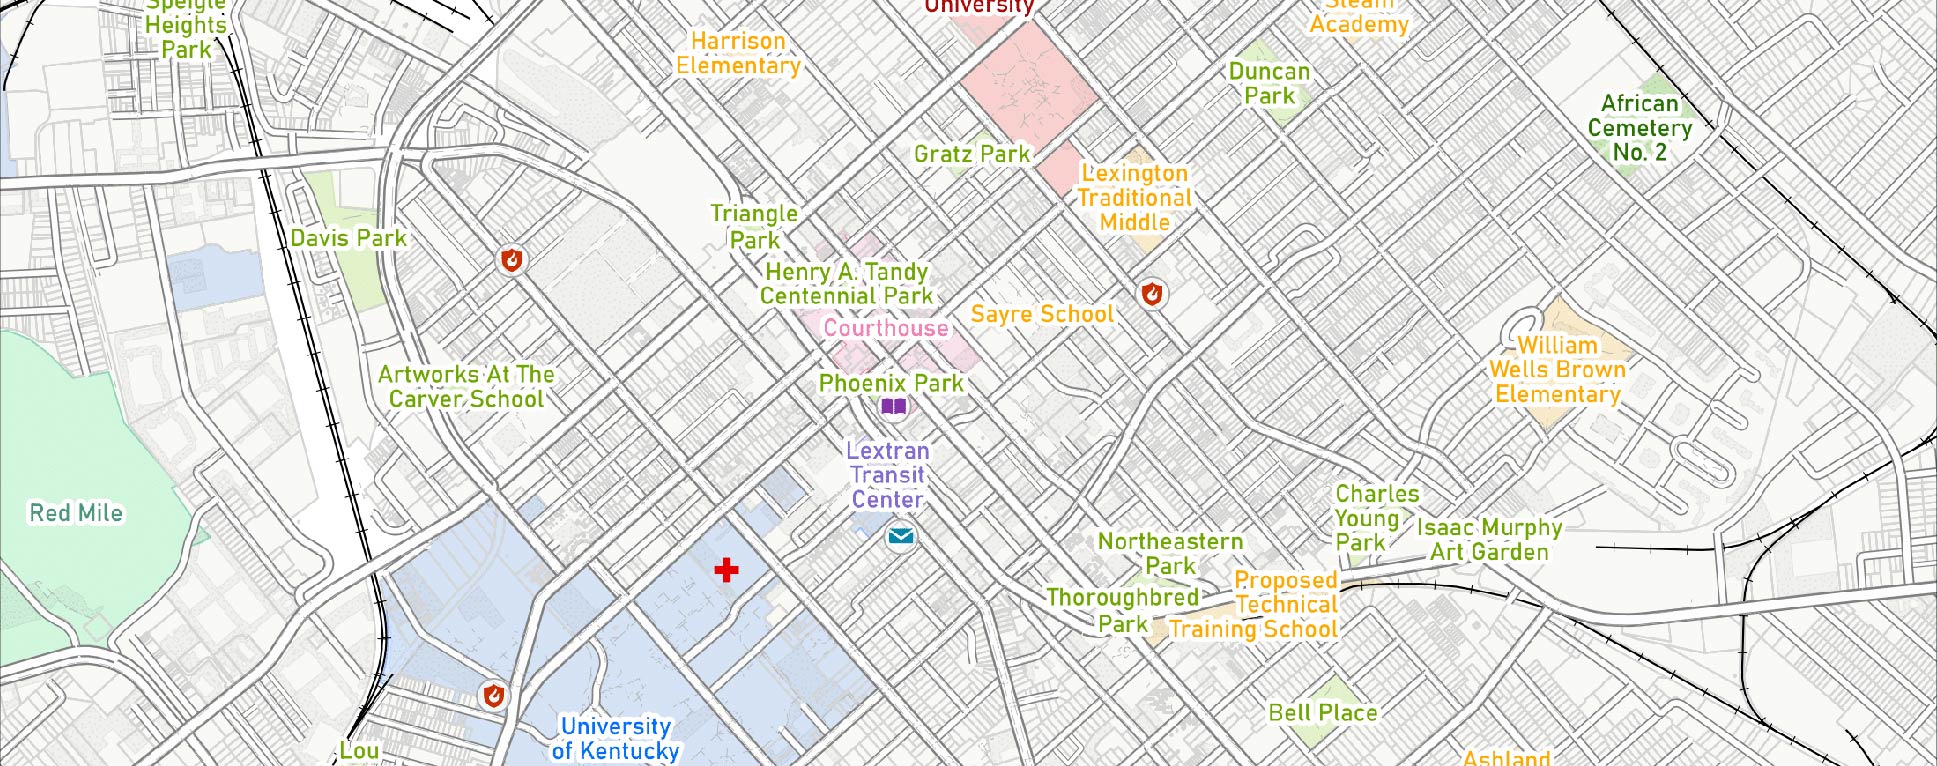 Speigle
Heights
Park
Harrison
Elementary
University
Steam
Academy
Duncan
Park
African
Cemetery
No. 2
Gratz Park
Lexington
Traditional
Middle
Triangle
Park
Davis Park
Henry A. Tandy
Centennial Park
Sayre School
Courthouse
William
Wells Brown
Elementary
Artworks At The
Carver School
Phoenix Park
Lextran
Transit
Center
Red Mile
Charles
Young
Park
Isaac Murphy
Art Garden
Northeastern
Park
Thoroughbred
Park
Proposed
Technical
Training School
Bell Place
University
of Kentucky
Lou
Ashland